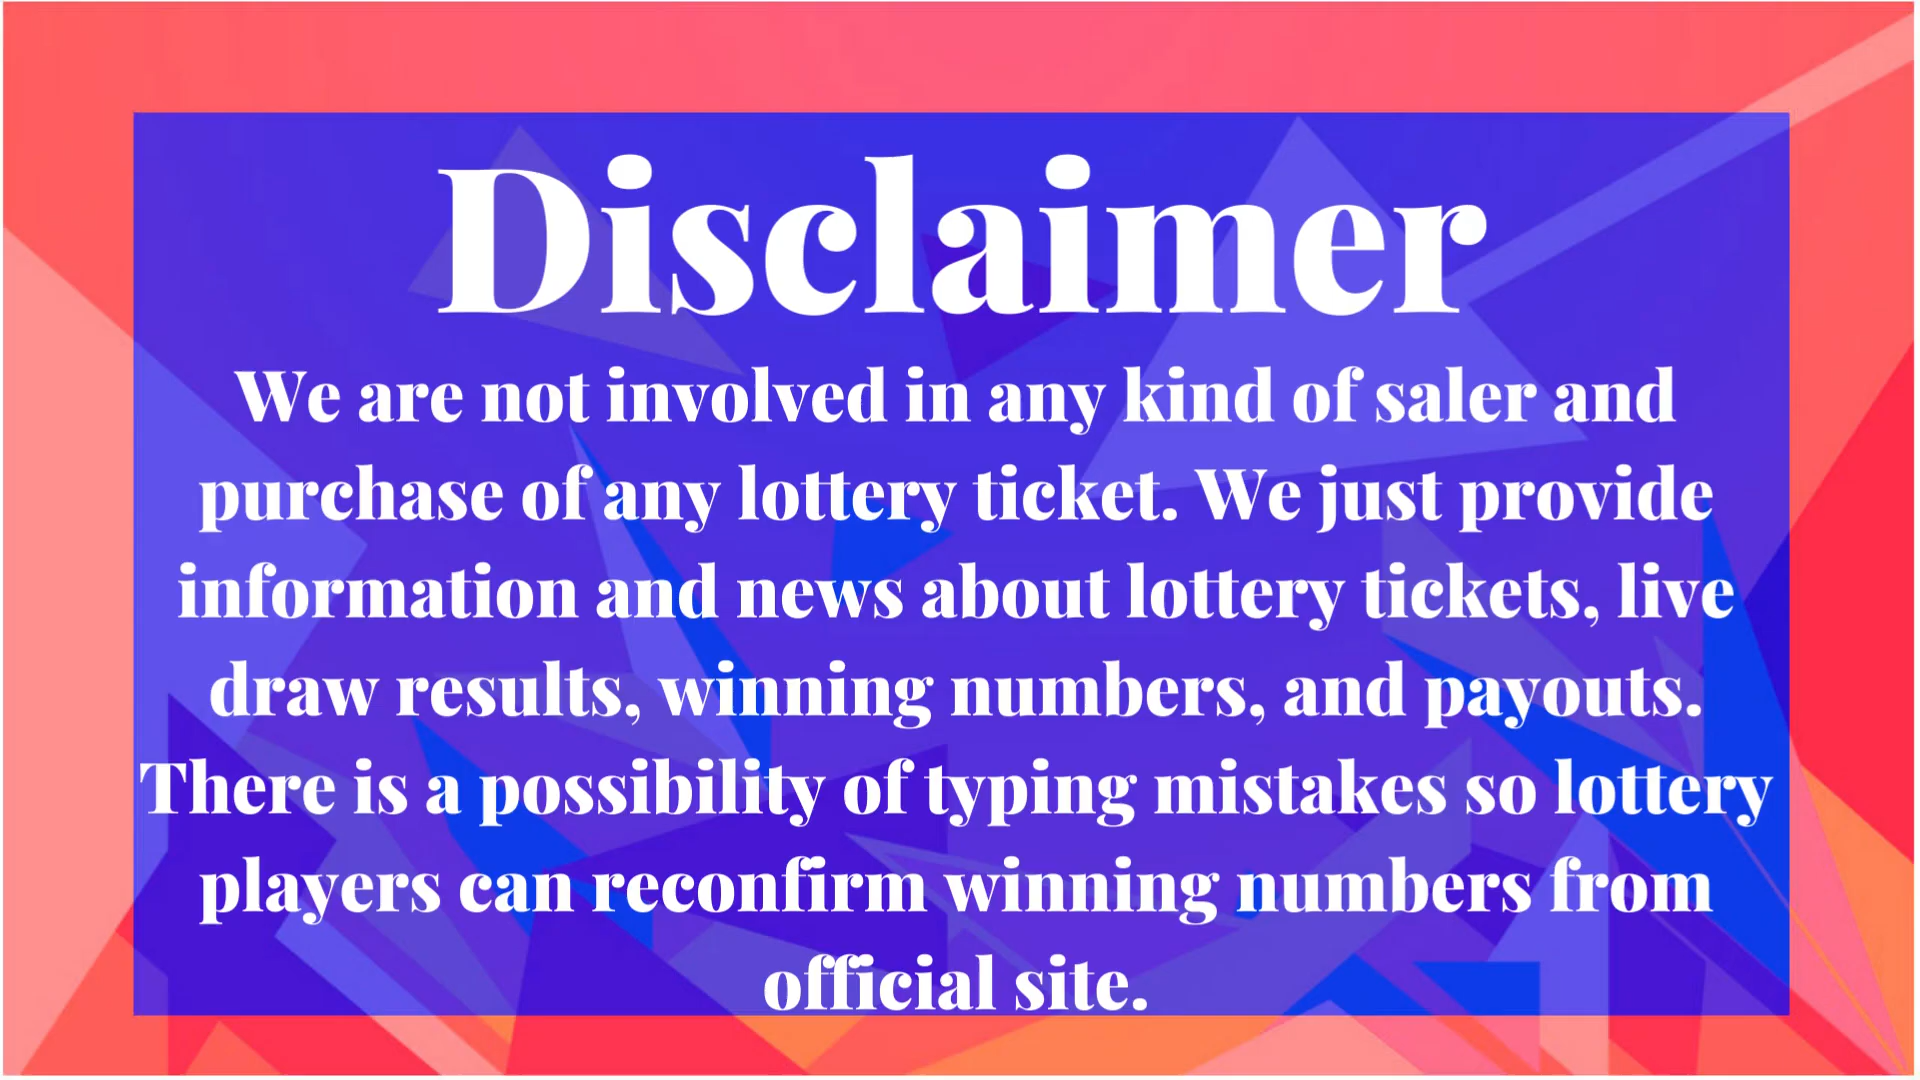 Disclaimer
We are not involved in any kind of saler and
purchase of any lottery ticket. We just provide
information and news about lottery tickets, live
draw results, winning numbers, and payouts.
There is a possibility of typing mistakes so lottery
players can reconfirm winning numbers from
official site.